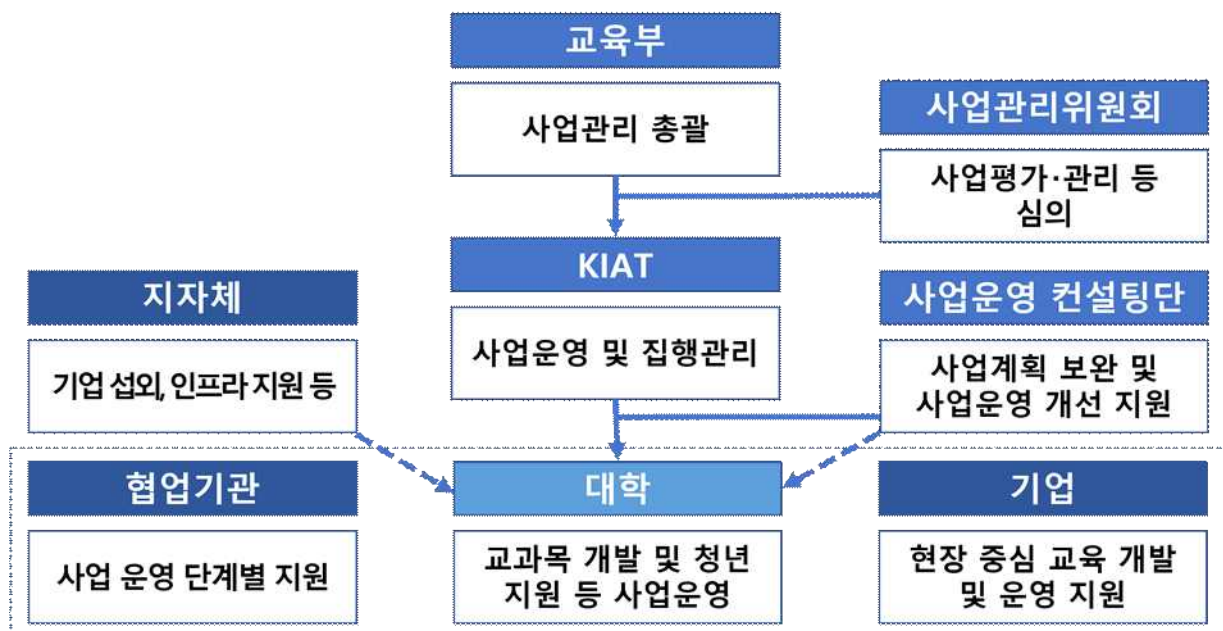 교육부
사업관리 총괄
사업관리위원회
사업평가·관리 등
심의
KIAT
사업운영 및 집행관리
지자체
기업 섭외, 인프라 지원 등
사업운영 컨설팅단
사업계획 보완 및
사업운영 개선 지원
협업기관
사업 운영 단계별 지원
대학
교과목 개발 및 청년
지원 등 사업운영
기업
현장 중심 교육 개발
및 운영 지원